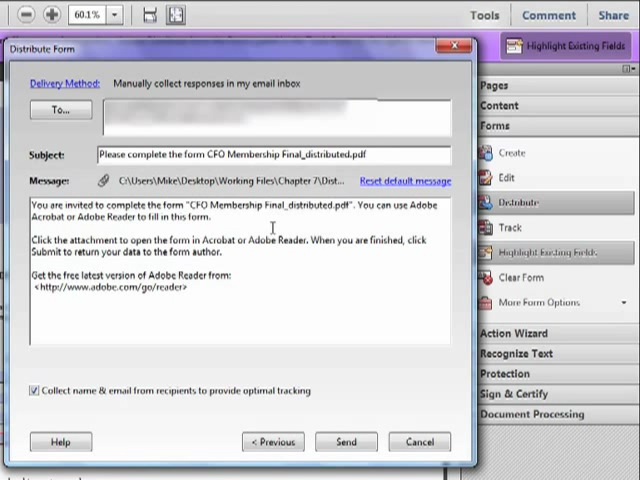 60.1%
Tools
Comment
Share
Distribute Form
Highlight Existing Fields
Delivery Method: Manually collect responses in my email inbox
To...
Subject: Please complete the form CFO Membership Final_distributed.pdf
Message: C:\Users\Mike\Desktop\Working Files\Chapter 7\Dist... Reset default message
You are invited to complete the form "CFO Membership Final_distributed.pdf". You can use Adobe
Acrobat or Adobe Reader to fill in this form.
Click the attachment to open the form in Acrobat or Adobe Reader. When you are finished, click
Submit to return your data to the form author.
Get the free latest version of Adobe Reader from:
<http://www.adobe.com/go/reader>
Collect name & email from recipients to provide optimal tracking
Help
< Previous
Send
Cancel
Pages
Content
Forms
Create
Edit
Distribute
Track
Highlight Existing Fields
Clear Form
More Form Options
Action Wizard
Recognize Text
Protection
Sign & Certify
Document Processing